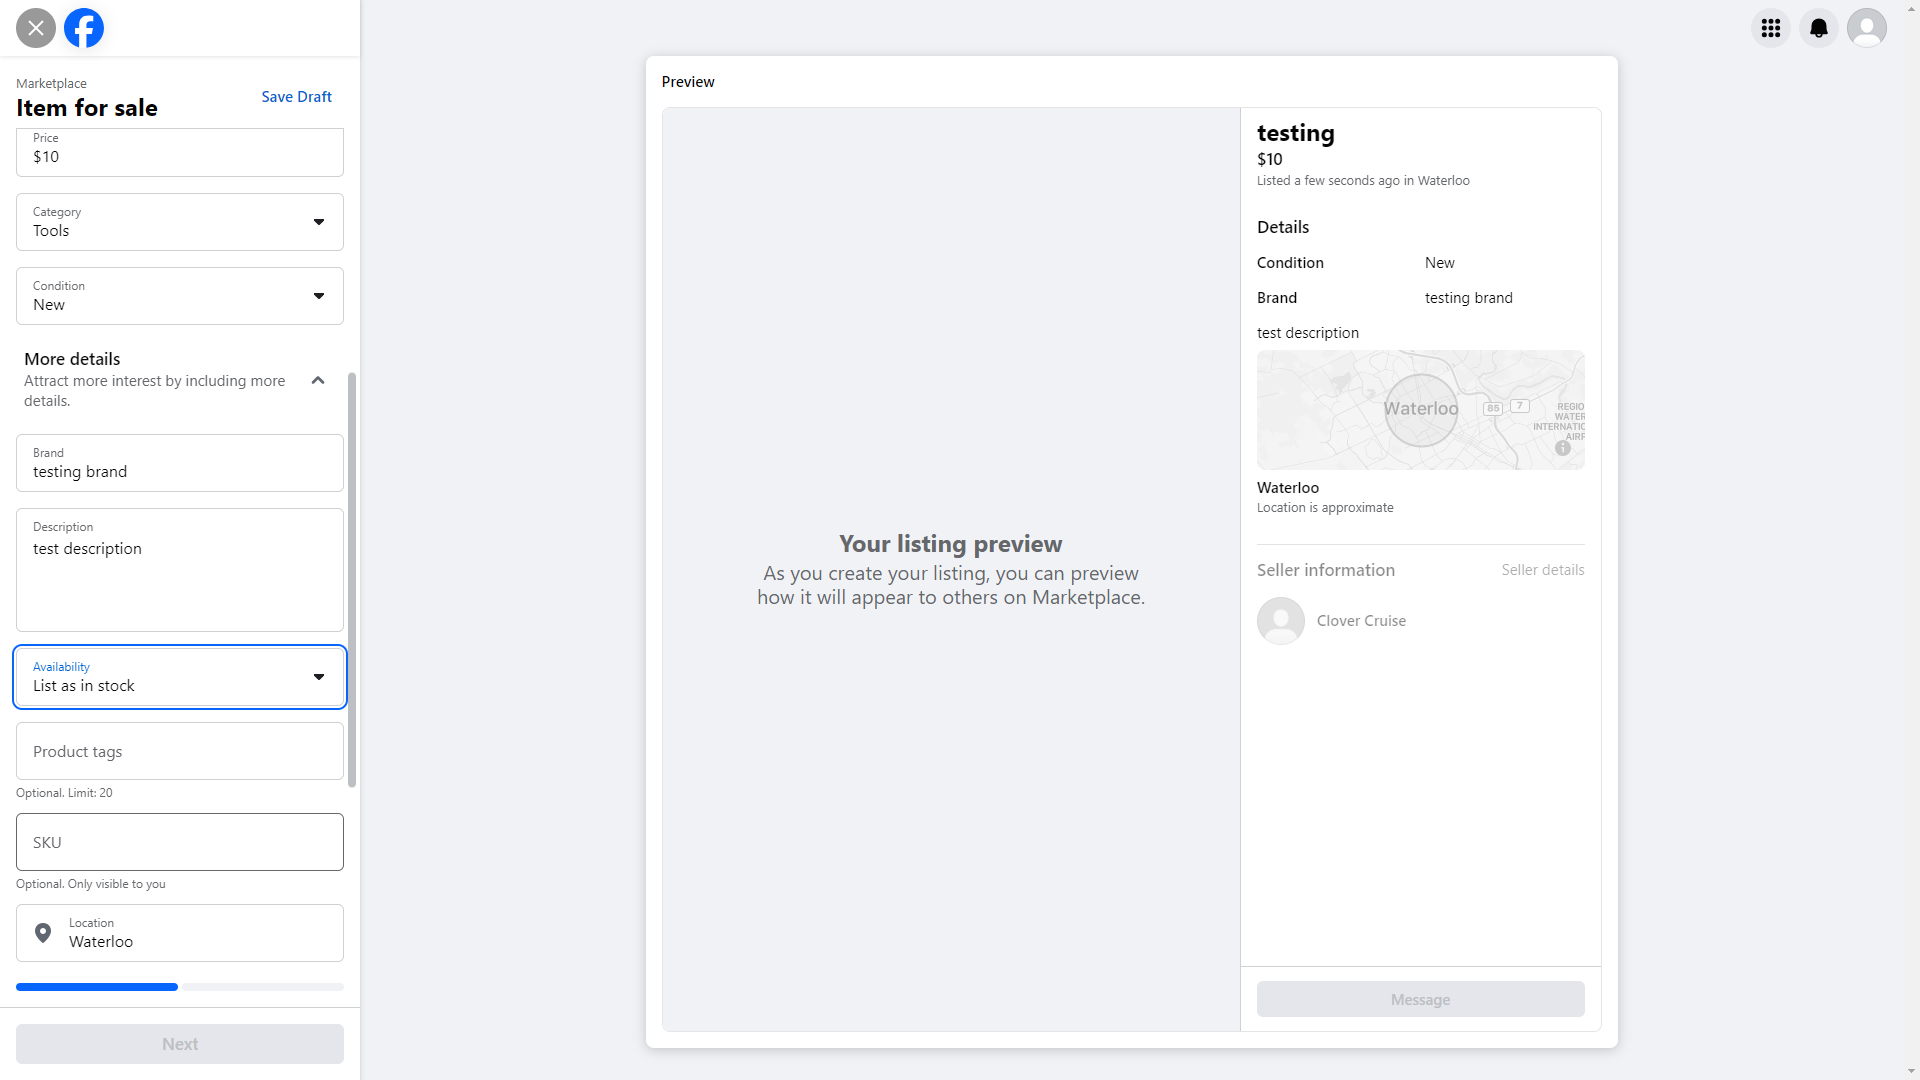 Marketplace
Item for sale
Save Draft
Price
$10
Category
Tools
Condition
New
More details
Attract more interest by including more
details.
Brand
testing brand
Description
test description
Availability
List as in stock
Product tags
Optional. Limit: 20
SKU
Optional. Only visible to you
Location
Waterloo
Next
Preview
Your listing preview
As you create your listing, you can preview
how it will appear to others on Marketplace.
testing
$10
Listed a few seconds ago in Waterloo
Details
Condition New
Brand testing brand
test description
Waterloo
85
7
REGIO
WATER
INTERNATIC
AIRP
Waterloo
Location is approximate
Seller information
Seller details
Clover Cruise
Message